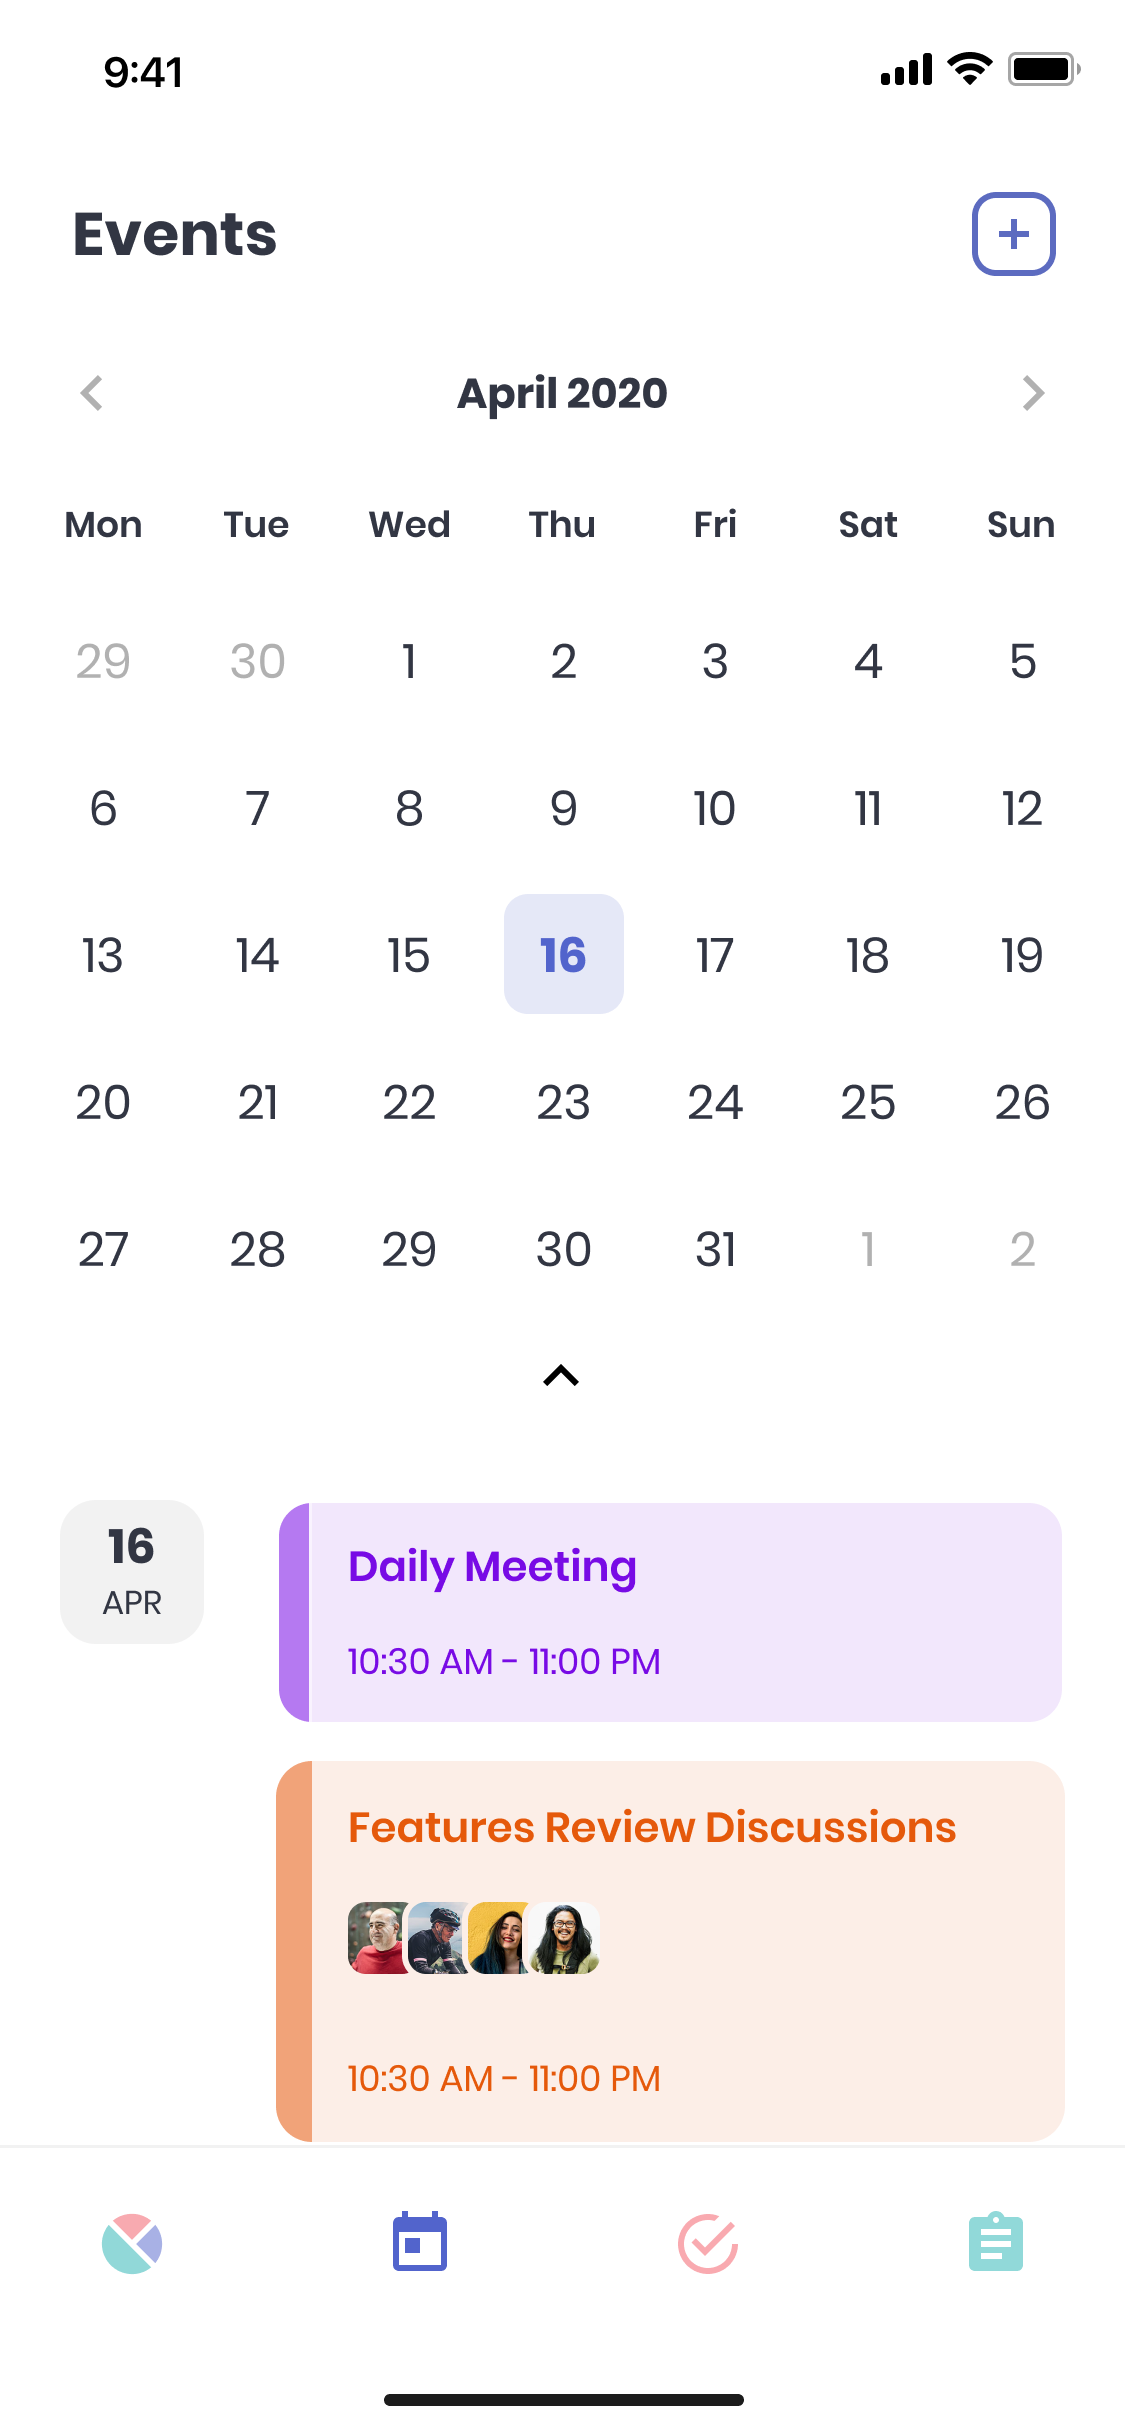 9:41
Events
April 2020
Mon Tue Wed Thu Fri Sat Sun
29 30 1 2 3 4 5
6 7 8 9 10 11 12
13 14 15 16 17 18 19
20 21 22 23 24 25 26
27 28 29 30 31 1 2
16
APR
Daily Meeting
10:30 AM - 11:00 PM
Features Review Discussions
10:30 AM - 11:00 PM